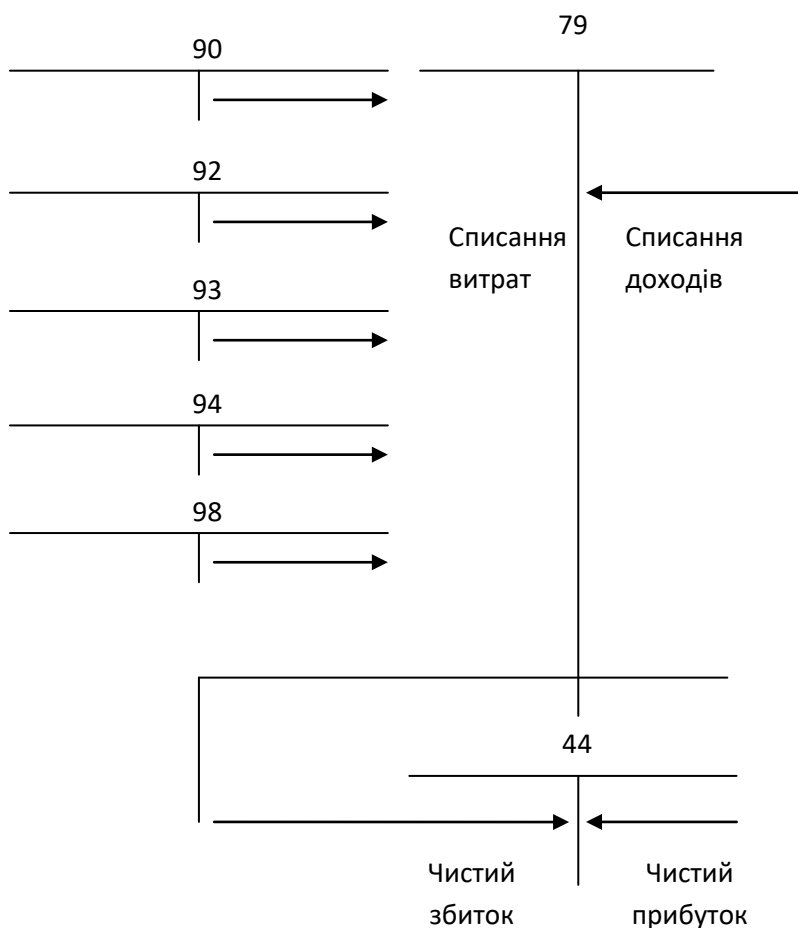 79
90
92
Списання
витрат
Списання
доходів
93
94
98
44
Чистий
збиток
Чистий
прибуток